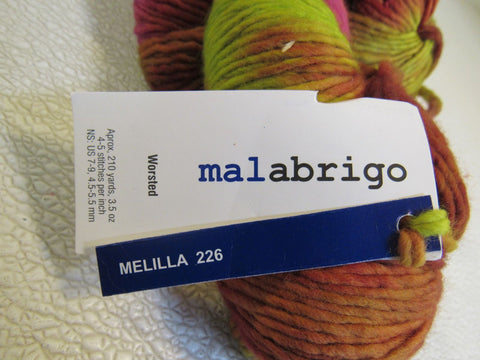 malabrigo
Worsted
Aprox. 210 yards, 3.5 oz
4-5 stitches per inch
NS: US 7-9, 4.5-5.5 mm
MELILLA 226